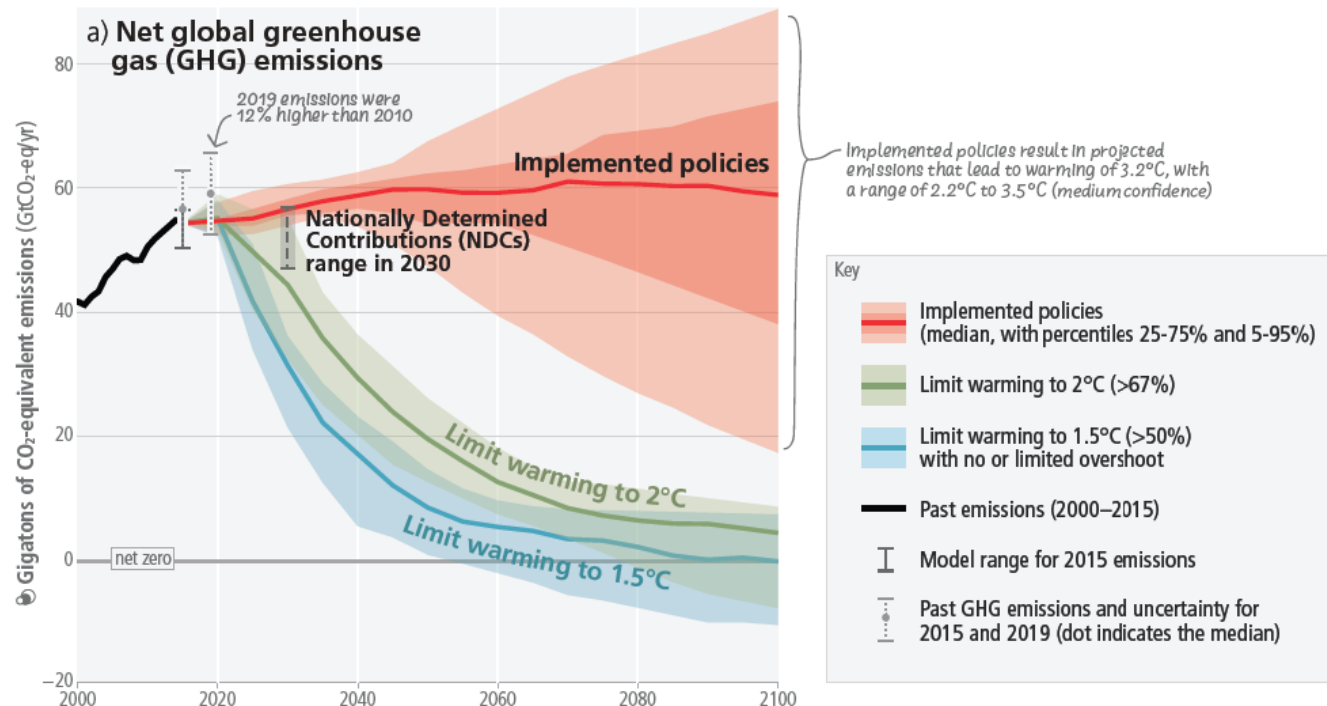 a) Net global greenhouse
gas (GHG) emissions
2019 emissions were
12% higher than 2010
Gigatons of CO₂-equivalent emissions (GtCO₂-eq/yr)
80
60
40
20
0
−20
net zero
Implemented policies
Nationally Determined
Contributions (NDCs)
range in 2030
Limit warming to 2°C
Limit warming to 1.5°C
2000
2020
2040
2060
2080
2100
Implemented policies result in projected
emissions that lead to warming of 3.2°C, with
a range of 2.2°C to 3.5°C (medium confidence)
Key
Implemented policies
(median, with percentiles 25-75% and 5-95%)
Limit warming to 2°C (>67%)
Limit warming to 1.5°C (>50%)
with no or limited overshoot
Past emissions (2000–2015)
Model range for 2015 emissions
Past GHG emissions and uncertainty for
2015 and 2019 (dot indicates the median)